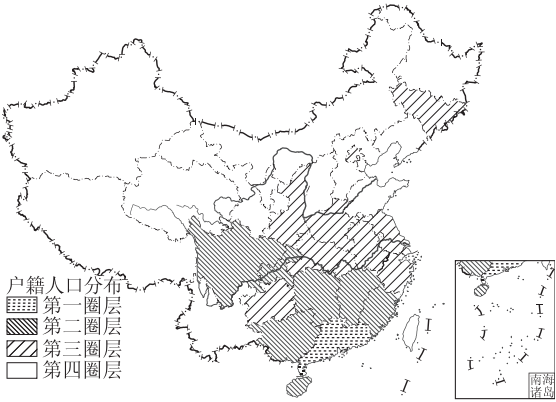 户籍人口分布
第一圈层
第二圈层
第三圈层
第四圈层
南海
诸岛